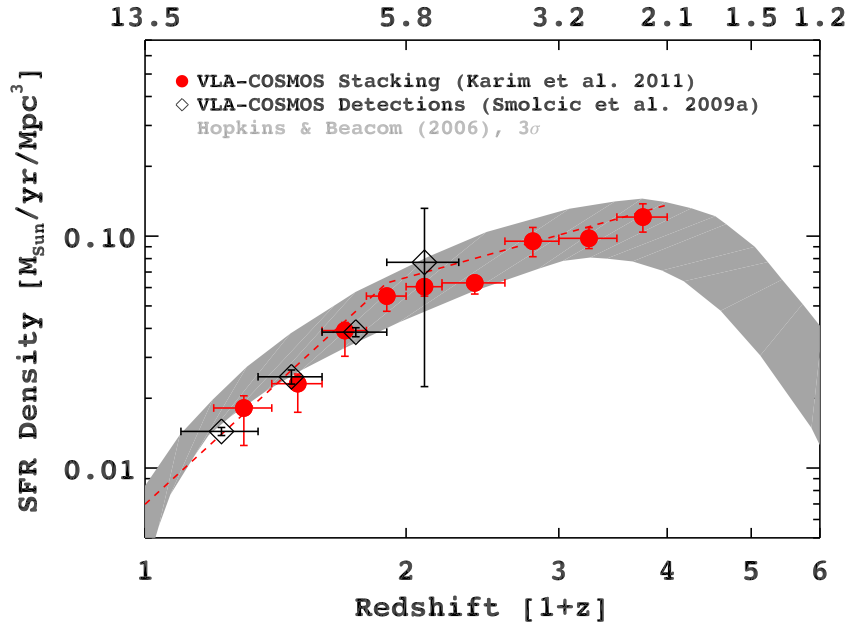 13.5 5.8 3.2 2.1 1.5 1.2
VLA-COSMOS Stacking (Karim et al. 2011)
VLA-COSMOS Detections (Smolcic et al. 2009a)
Hopkins & Beacom (2006), 3σ
SFR Density [M_Sun/yr/Mpc^3]
0.10
0.01
1 2 3 4 5 6
Redshift [1+z]